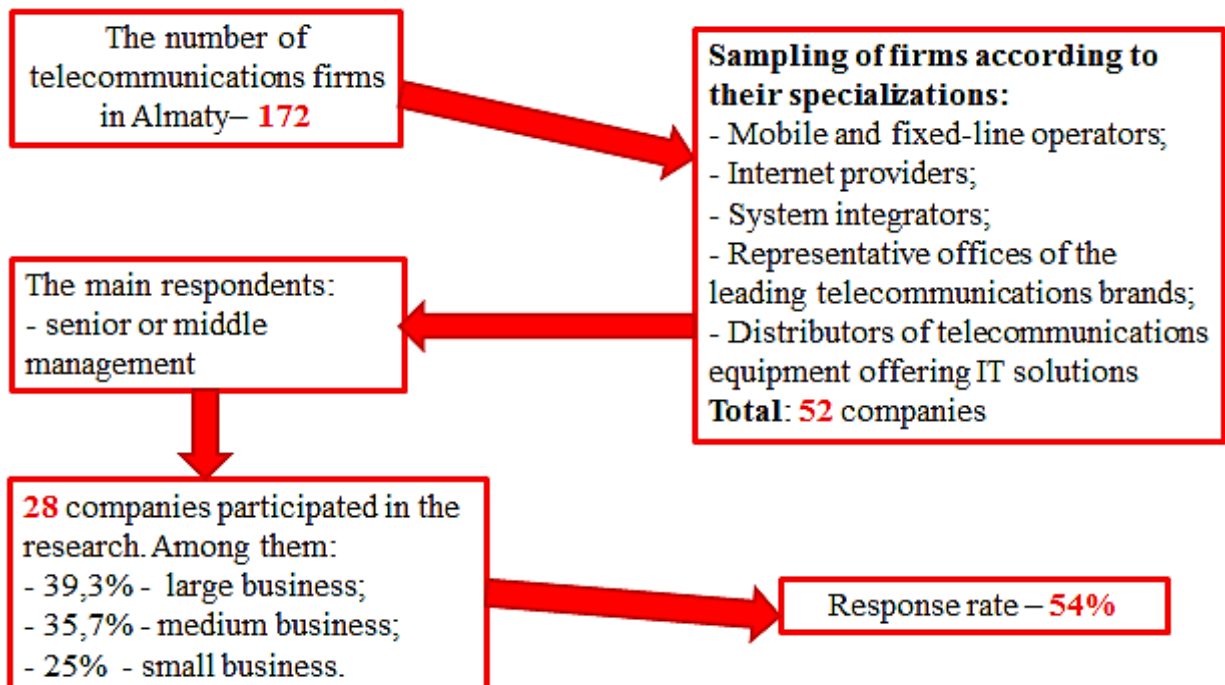 The number of
telecommunications firms
in Almaty– 172
Sampling of firms according to
their specializations:
- Mobile and fixed-line operators;
- Internet providers;
- System integrators;
- Representative offices of the
leading telecommunications brands;
- Distributors of telecommunications
equipment offering IT solutions
Total: 52 companies
The main respondents:
- senior or middle
management
28 companies participated in the
research. Among them:
- 39,3% - large business;
- 35,7% - medium business;
- 25% - small business.
Response rate – 54%